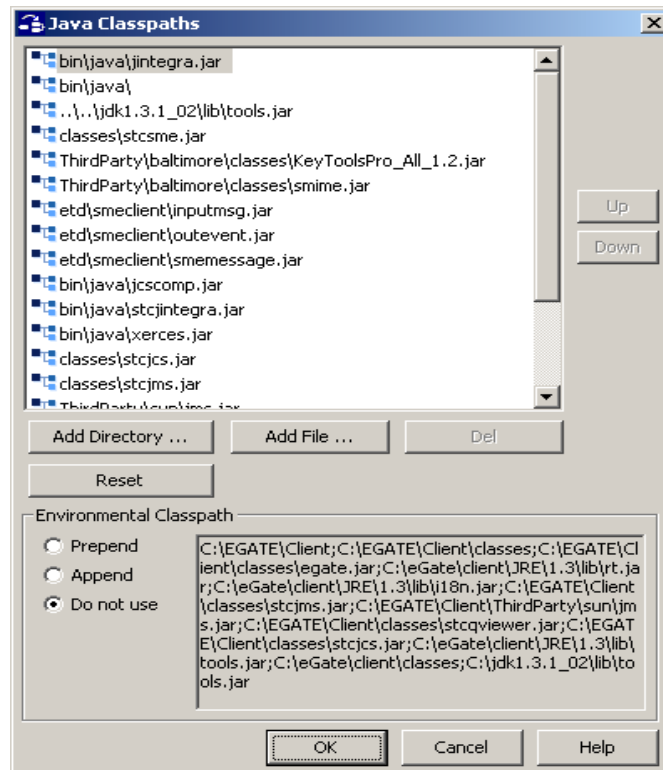 Java Classpaths
bin\java\jintegra.jar
bin\java\
..\..\jdk1.3.1_02\lib\tools.jar
classes\stcsme.jar
ThirdParty\baltimore\classes\KeyToolsPro_All_1.2.jar
ThirdParty\baltimore\classes\smime.jar
etd\smeclient\inputmsg.jar
etd\smeclient\outevent.jar
etd\smeclient\smemessage.jar
bin\java\jcscomp.jar
bin\java\stcjintegra.jar
bin\java\xerces.jar
classes\stcjcs.jar
classes\stcjms.jar
ThirdParty\sun\jms.jar
Up
Down
Add Directory ...
Add File ...
Del
Reset
Environmental Classpath
Prepend
Append
Do not use
C:\EGATE\Client;C:\EGATE\Client\classes;C:\EGATE\Cl
ient\classes\egate.jar;C:\eGate\client\JRE\1.3\lib\rt.ja
r;C:\eGate\client\JRE\1.3\lib\i18n.jar;C:\EGATE\Client
\classes\stcjms.jar;C:\EGATE\Client\ThirdParty\sun\jm
s.jar;C:\EGATE\Client\classes\stcqviewer.jar;C:\EGAT
E\Client\classes\stcjcs.jar;C:\eGate\client\JRE\1.3\lib\
tools.jar;C:\eGate\client\classes;C:\jdk1.3.1_02\lib\to
ols.jar
OK
Cancel
Help